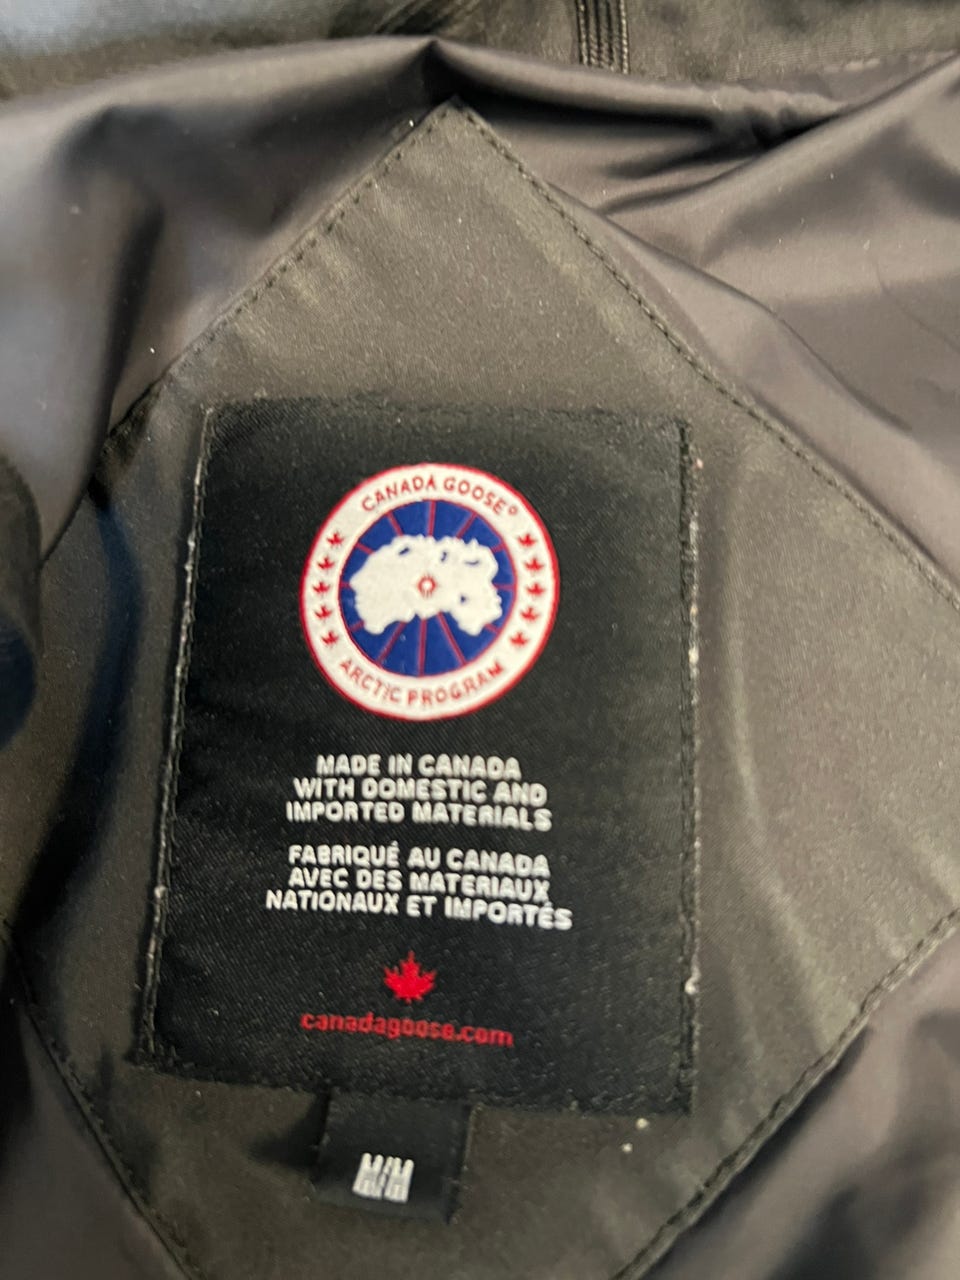 CANADA GOOSE®
ARCTIC PROGRAM
MADE IN CANADA
WITH DOMESTIC AND
IMPORTED MATERIALS
FABRIQUÉ AU CANADA
AVEC DES MATERIAUX
NATIONAUX ET IMPORTÉS
canadagoose.com
M/M